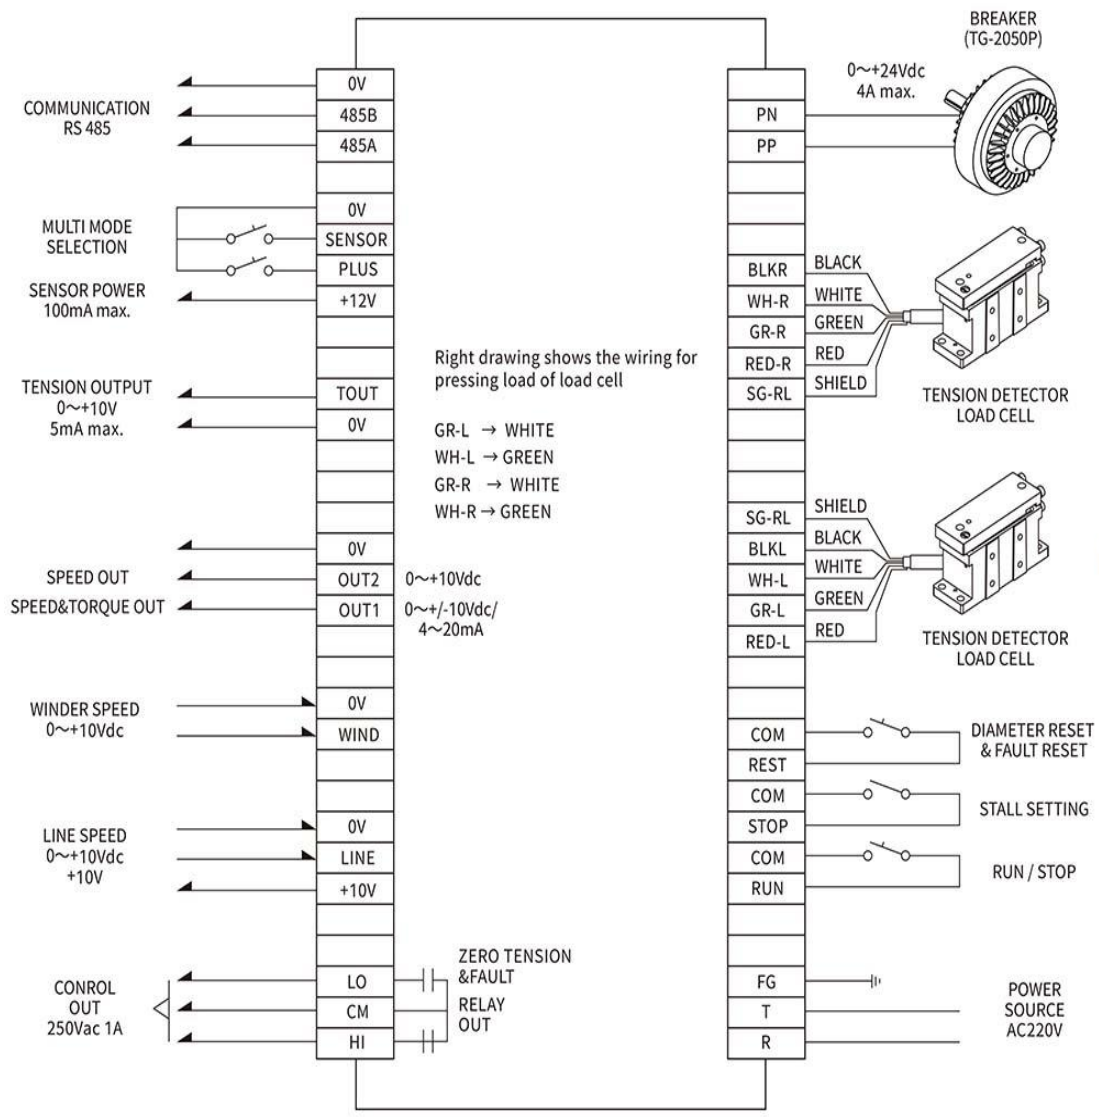 BREAKER
(TG-2050P)
0～+24Vdc
4A max.
COMMUNICATION
RS 485
0V
485B
485A
PN
PP
MULTI MODE
SELECTION
0V
SENSOR
PLUS
SENSOR POWER
100mA max.
+12V
BLKR
BLACK
WH-R
WHITE
GR-R
GREEN
RED-R
RED
SG-RL
SHIELD
TENSION DETECTOR
LOAD CELL
Right drawing shows the wiring for
pressing load of load cell
GR-L → WHITE
WH-L → GREEN
GR-R → WHITE
WH-R → GREEN
TENSION OUTPUT
0～+10V
5mA max.
TOUT
0V
SG-RL
SHIELD
BLKL
BLACK
WH-L
WHITE
GR-L
GREEN
RED-L
RED
TENSION DETECTOR
LOAD CELL
0V
SPEED OUT
OUT2
0～+10Vdc
SPEED&TORQUE OUT
OUT1
0～+/-10Vdc/
4～20mA
WINDER SPEED
0～+10Vdc
0V
WIND
COM
REST
DIAMETER RESET
& FAULT RESET
COM
STOP
STALL SETTING
COM
RUN
RUN / STOP
LINE SPEED
0～+10Vdc
+10V
0V
LINE
+10V
CONROL
OUT
250Vac 1A
LO
CM
HI
ZERO TENSION
&FAULT
RELAY
OUT
FG
T
R
POWER
SOURCE
AC220V